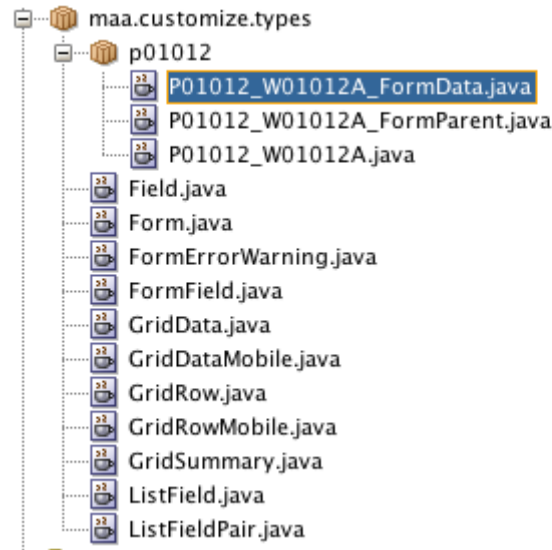 maa.customize.types
p01012
P01012_W01012A_FormData.java
P01012_W01012A_FormParent.java
P01012_W01012A.java
Field.java
Form.java
FormErrorWarning.java
FormField.java
GridData.java
GridDataMobile.java
GridRow.java
GridRowMobile.java
GridSummary.java
ListField.java
ListFieldPair.java